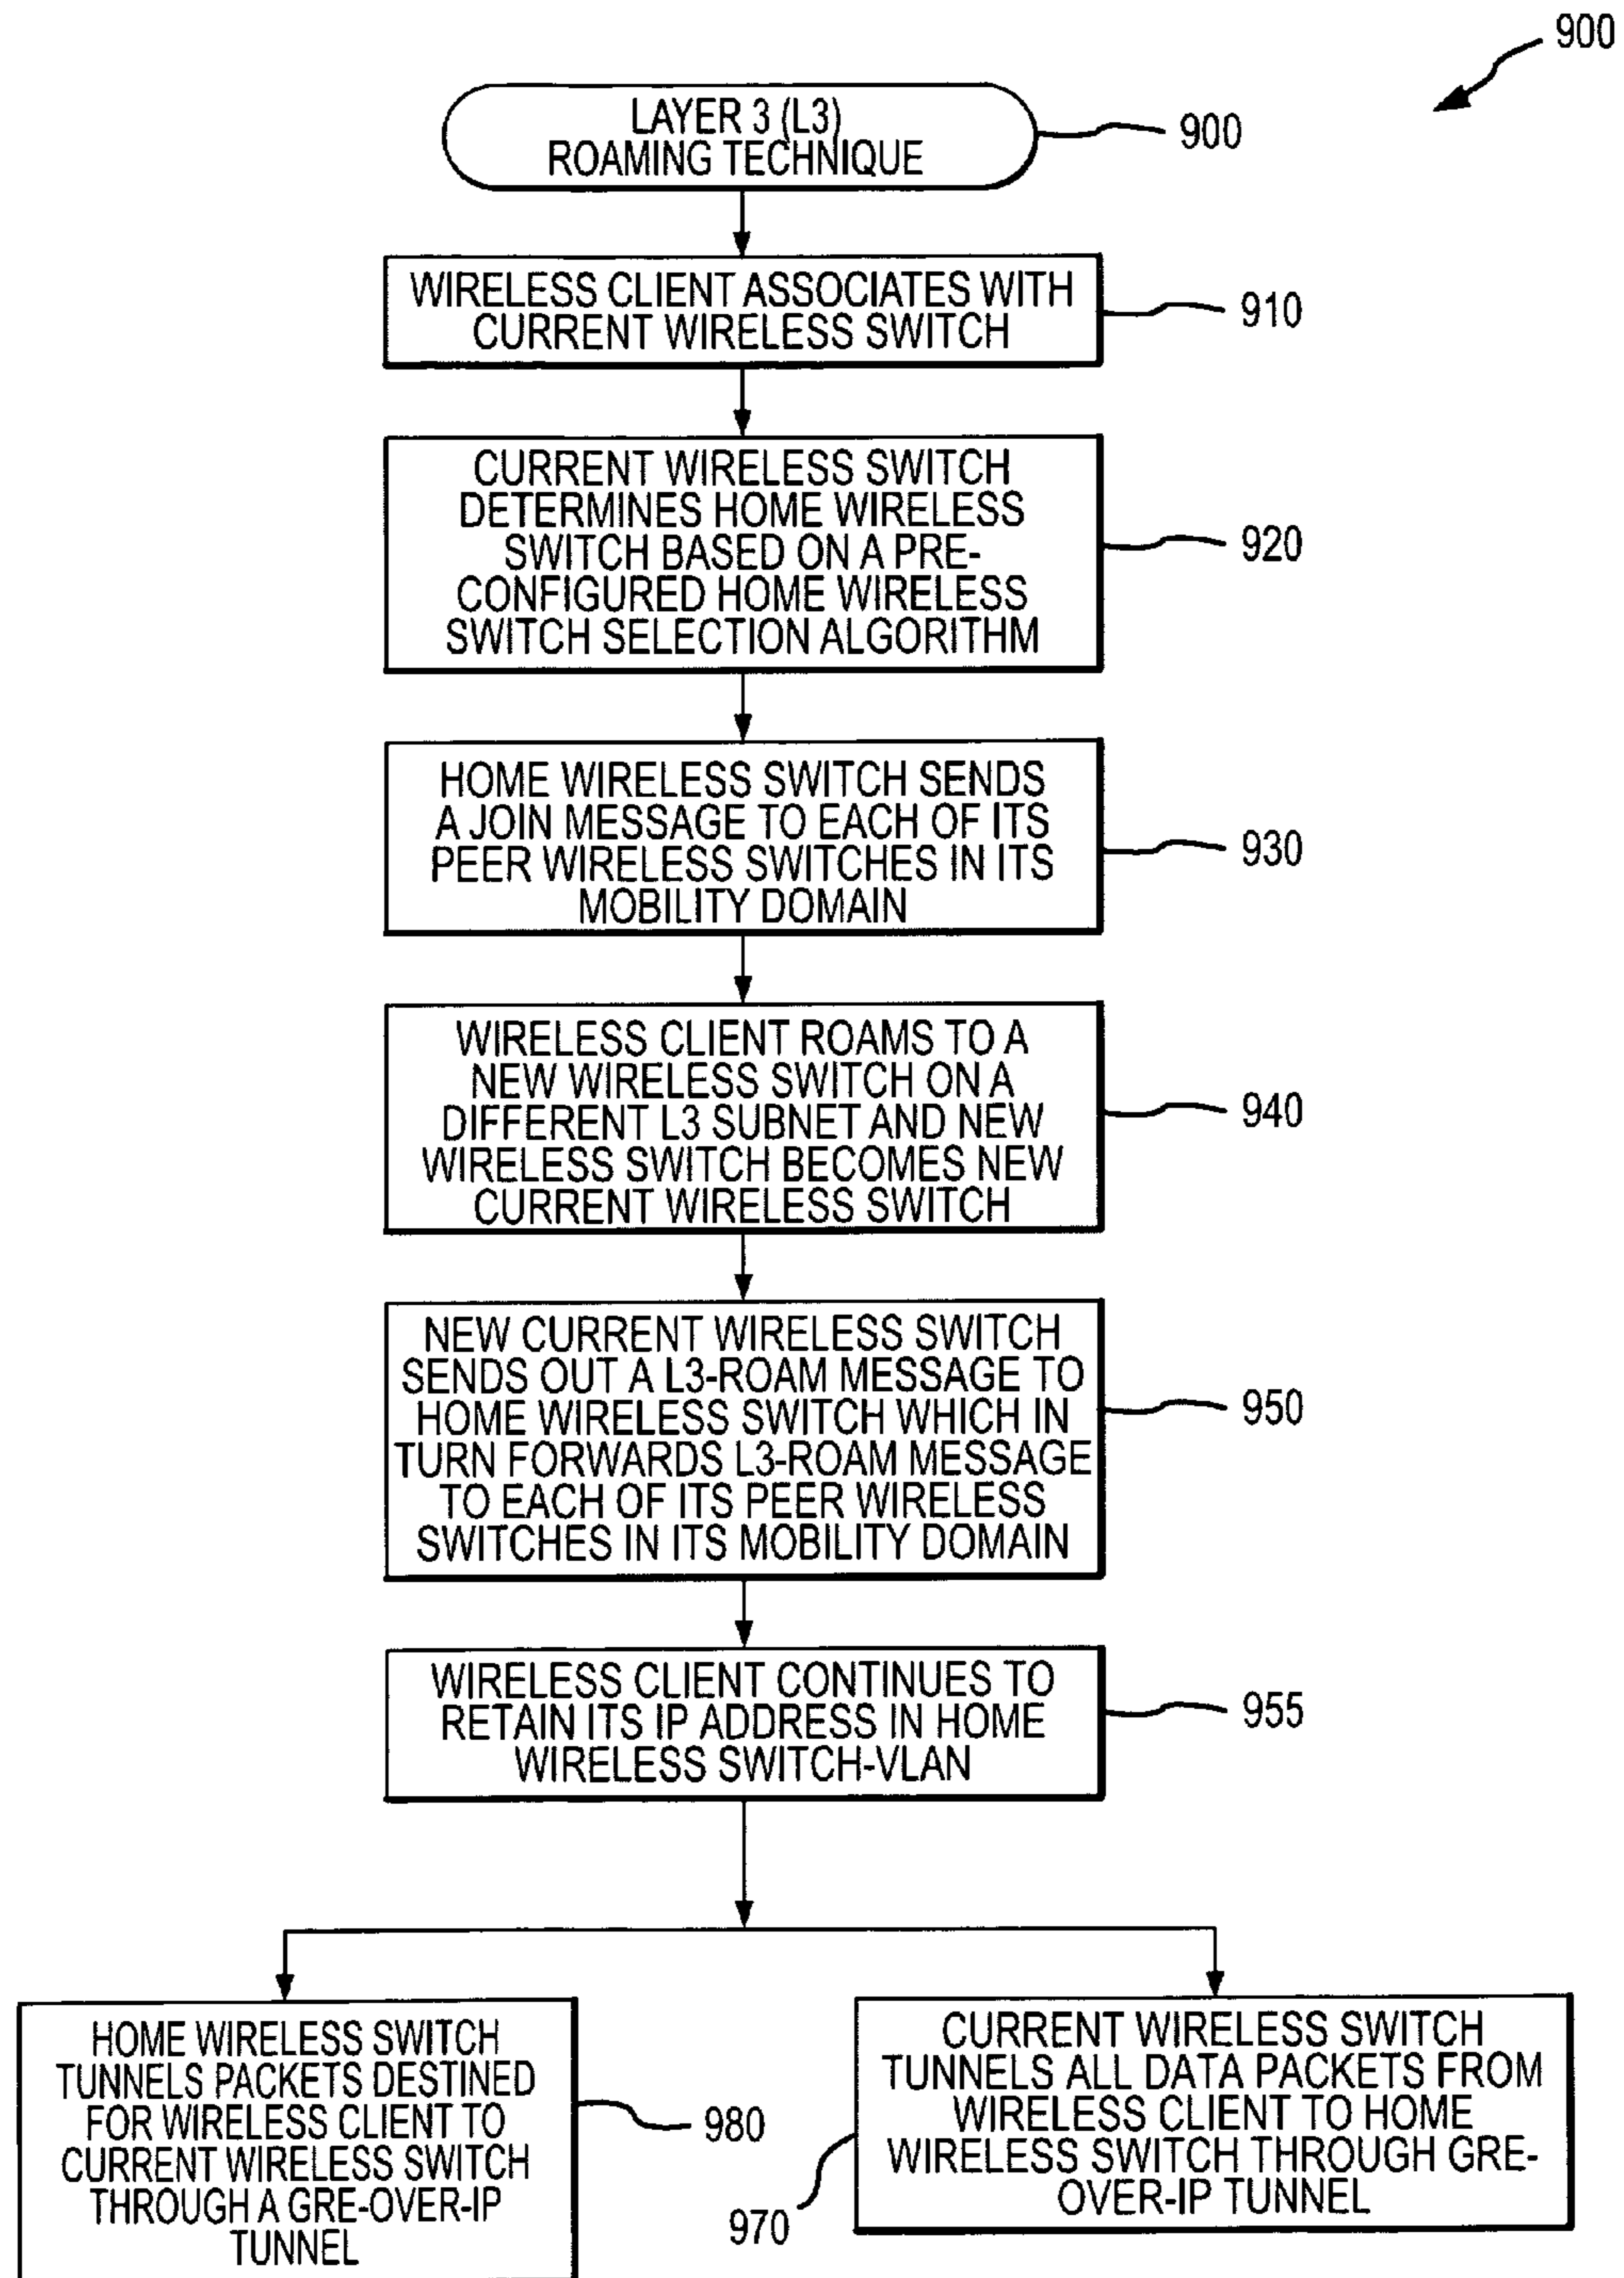 900
LAYER 3 (L3)
ROAMING TECHNIQUE
900
WIRELESS CLIENT ASSOCIATES WITH
CURRENT WIRELESS SWITCH
910
CURRENT WIRELESS SWITCH
DETERMINES HOME WIRELESS
SWITCH BASED ON A PRE-
CONFIGURED HOME WIRELESS
SWITCH SELECTION ALGORITHM
920
HOME WIRELESS SWITCH SENDS
A JOIN MESSAGE TO EACH OF ITS
PEER WIRELESS SWITCHES IN ITS
MOBILITY DOMAIN
930
WIRELESS CLIENT ROAMS TO A
NEW WIRELESS SWITCH ON A
DIFFERENT L3 SUBNET AND NEW
WIRELESS SWITCH BECOMES NEW
CURRENT WIRELESS SWITCH
940
NEW CURRENT WIRELESS SWITCH
SENDS OUT A L3-ROAM MESSAGE TO
HOME WIRELESS SWITCH WHICH IN
TURN FORWARDS L3-ROAM MESSAGE
TO EACH OF ITS PEER WIRELESS
SWITCHES IN ITS MOBILITY DOMAIN
950
WIRELESS CLIENT CONTINUES TO
RETAIN ITS IP ADDRESS IN HOME
WIRELESS SWITCH-VLAN
955
HOME WIRELESS SWITCH
TUNNELS PACKETS DESTINED
FOR WIRELESS CLIENT TO
CURRENT WIRELESS SWITCH
THROUGH A GRE-OVER-IP
TUNNEL
980
CURRENT WIRELESS SWITCH
TUNNELS ALL DATA PACKETS FROM
WIRELESS CLIENT TO HOME
WIRELESS SWITCH THROUGH GRE-
OVER-IP TUNNEL
970